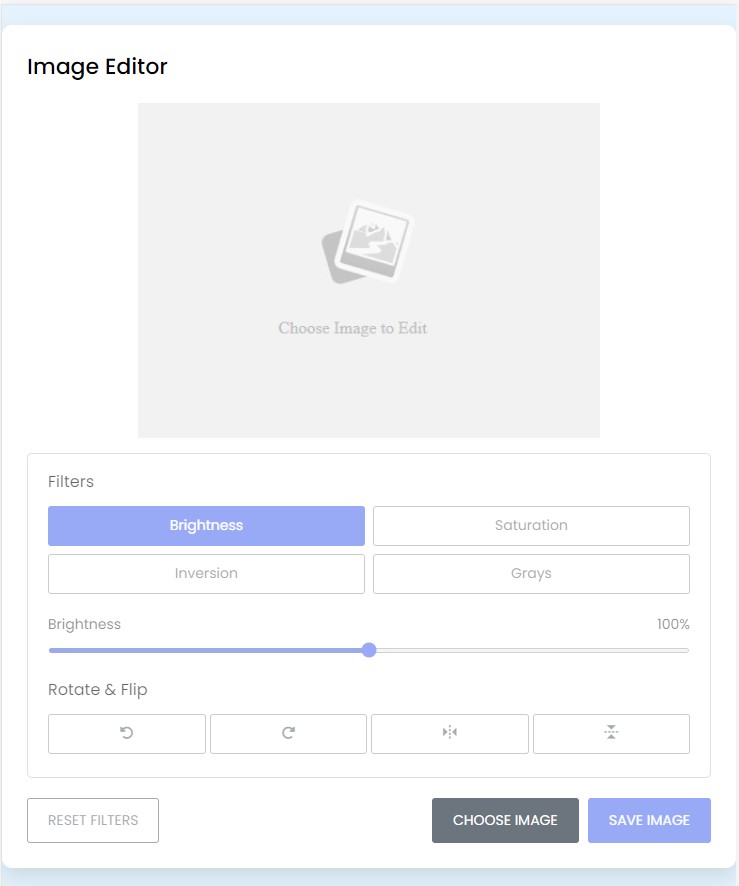 Image Editor
Choose Image to Edit
Filters
Brightness
Saturation
Inversion
Grays
Brightness
100%
Rotate & Flip
RESET FILTERS
CHOOSE IMAGE
SAVE IMAGE